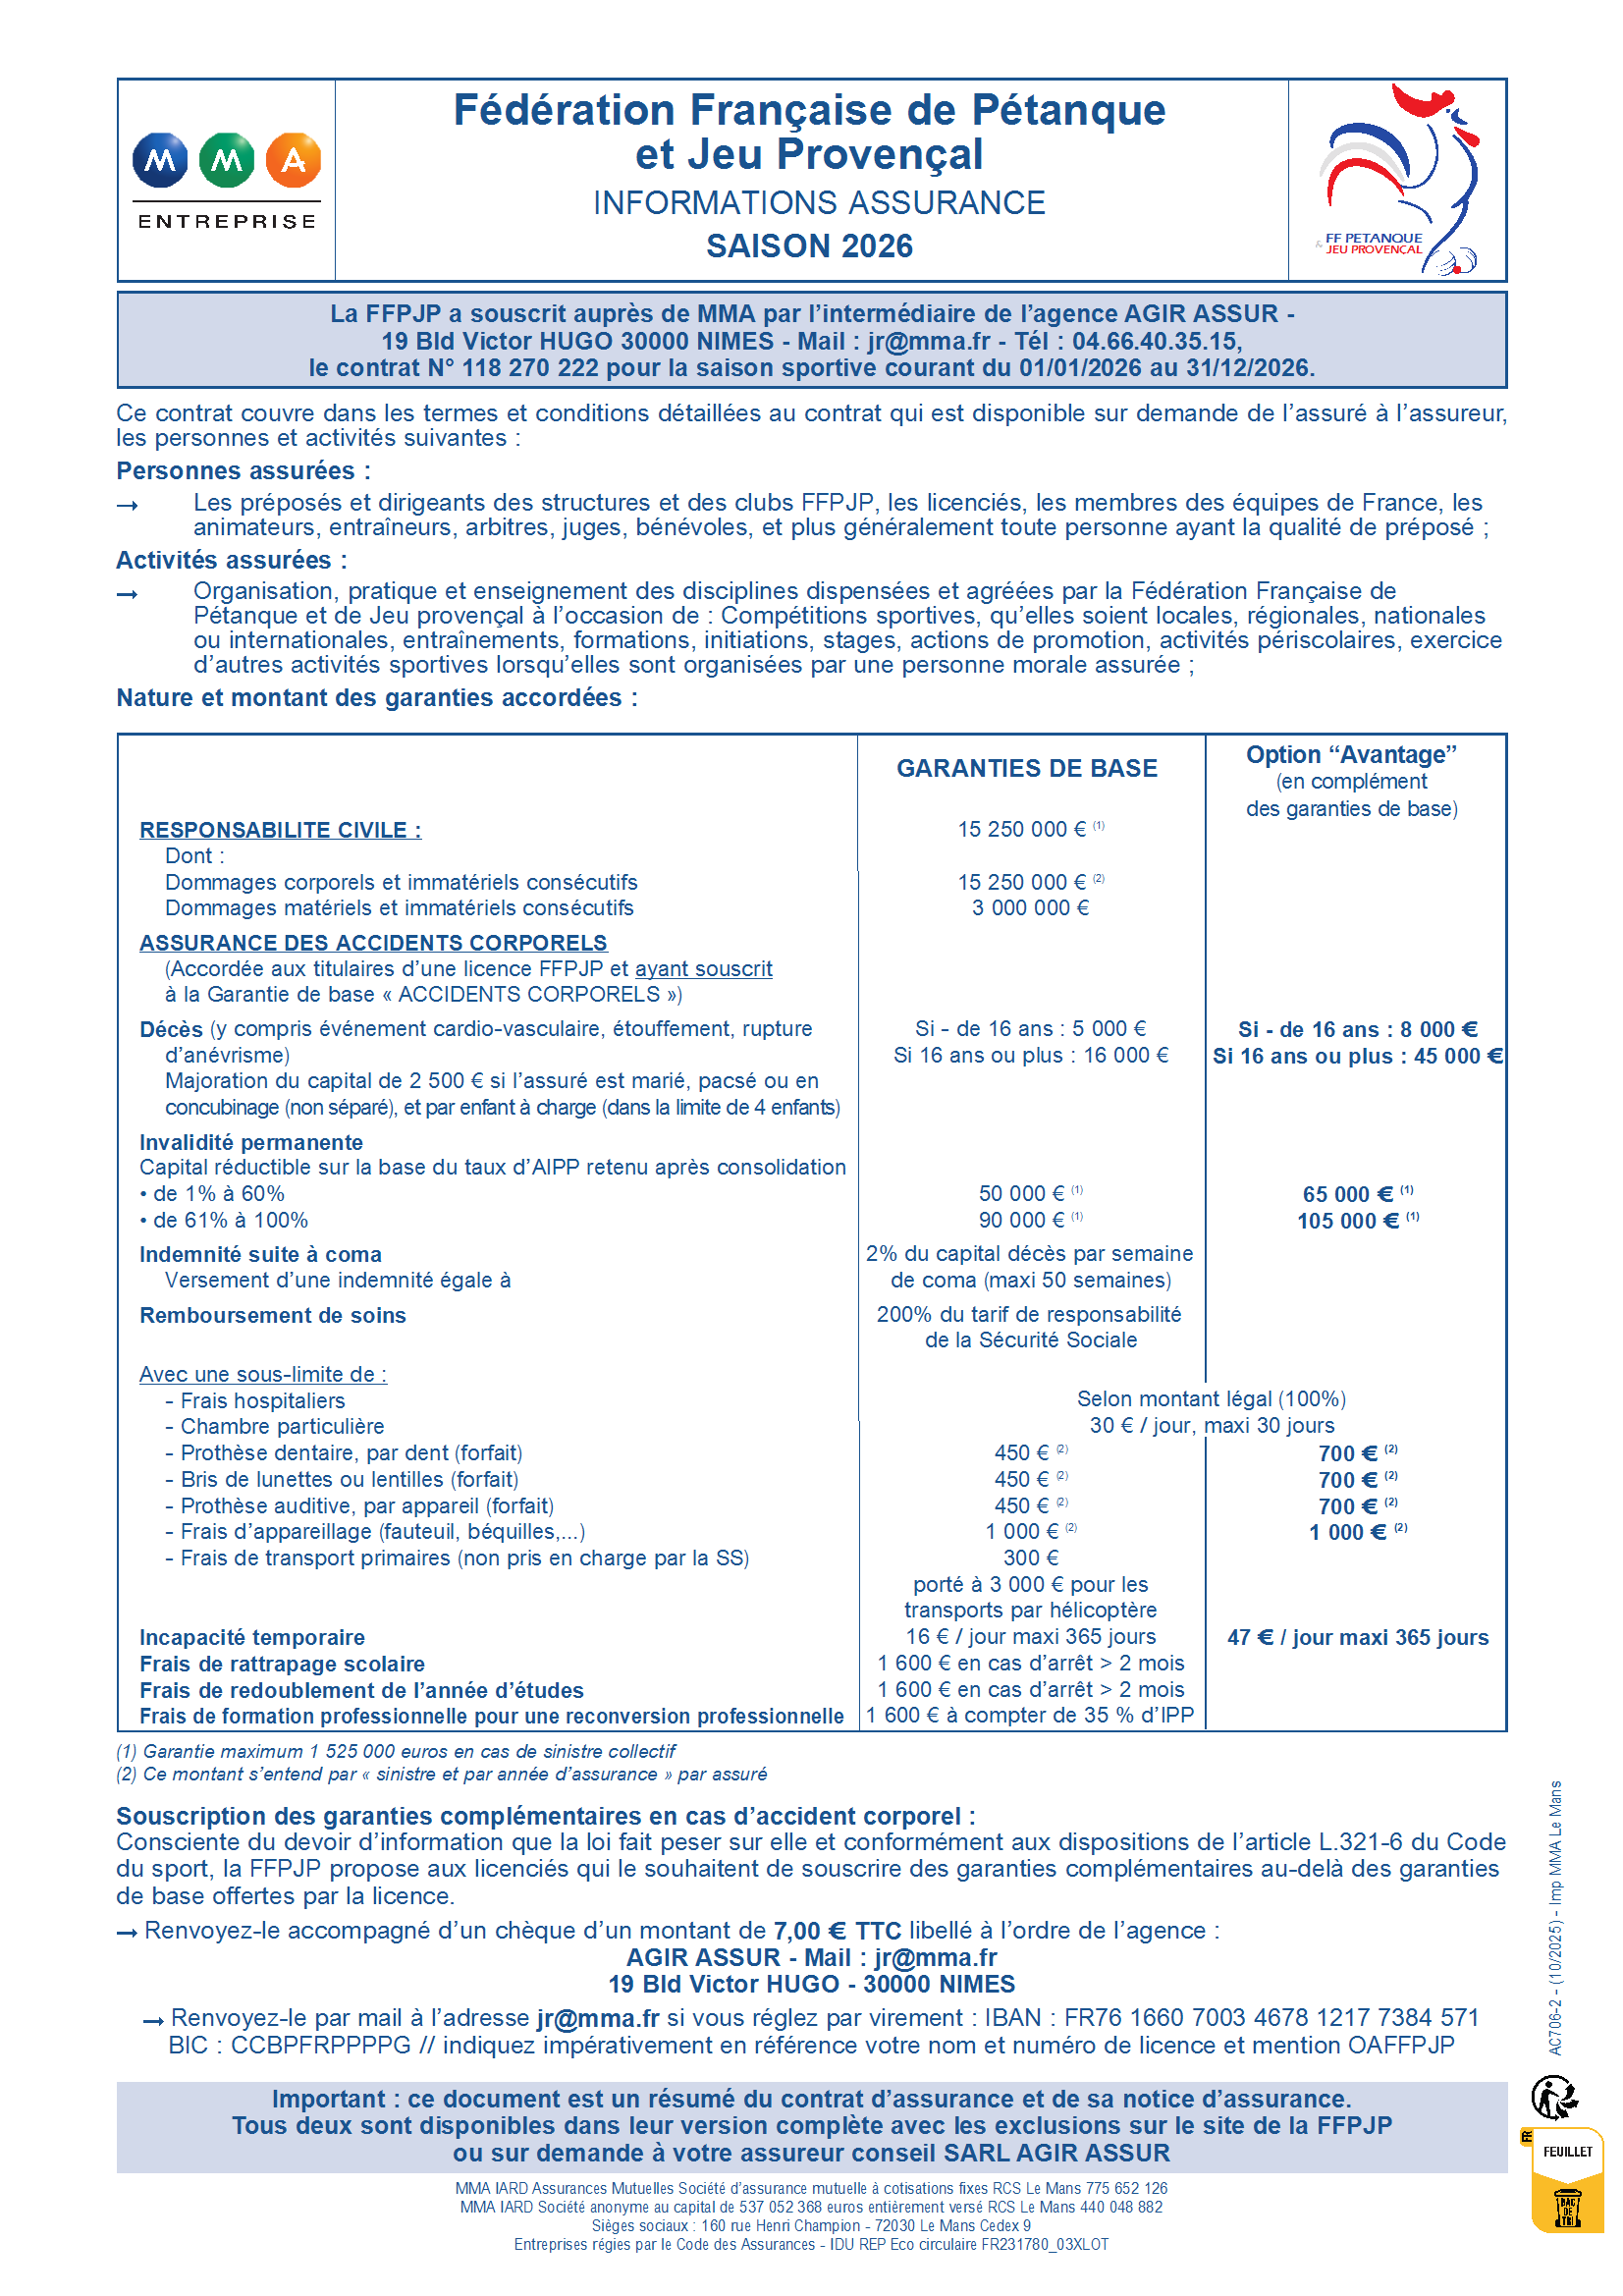 MMA
ENTREPRISE
Fédération Française de Pétanque
et Jeu Provençal
INFORMATIONS ASSURANCE
SAISON 2026
FF PETANQUE
& JEU PROVENÇAL
La FFPJP a souscrit auprès de MMA par l’intermédiaire de l’agence AGIR ASSUR -
19 Bld Victor HUGO 30000 NIMES - Mail : jr@mma.fr - Tél : 04.66.40.35.15,
le contrat N° 118 270 222 pour la saison sportive courant du 01/01/2026 au 31/12/2026.
Ce contrat couvre dans les termes et conditions détaillées au contrat qui est disponible sur demande de l’assuré à l’assureur,
les personnes et activités suivantes :
Personnes assurées :
→ Les préposés et dirigeants des structures et des clubs FFPJP, les licenciés, les membres des équipes de France, les
animateurs, entraîneurs, arbitres, juges, bénévoles, et plus généralement toute personne ayant la qualité de préposé ;
Activités assurées :
→ Organisation, pratique et enseignement des disciplines dispensées et agréées par la Fédération Française de
Pétanque et de Jeu provençal à l’occasion de : Compétitions sportives, qu’elles soient locales, régionales, nationales
ou internationales, entraînements, formations, initiations, stages, actions de promotion, activités périscolaires, exercice
d’autres activités sportives lorsqu’elles sont organisées par une personne morale assurée ;
Nature et montant des garanties accordées :
GARANTIES DE BASE
Option “Avantage”
(en complément
des garanties de base)
RESPONSABILITE CIVILE : 15 250 000 € (1)
Dont :
Dommages corporels et immatériels consécutifs 15 250 000 € (2)
Dommages matériels et immatériels consécutifs 3 000 000 €
ASSURANCE DES ACCIDENTS CORPORELS
(Accordée aux titulaires d’une licence FFPJP et ayant souscrit
à la Garantie de base « ACCIDENTS CORPORELS »)
Décès (y compris événement cardio-vasculaire, étouffement, rupture Si - de 16 ans : 5 000 € Si - de 16 ans : 8 000 €
d’anévrisme) Si 16 ans ou plus : 16 000 € Si 16 ans ou plus : 45 000 €
Majoration du capital de 2 500 € si l’assuré est marié, pacsé ou en
concubinage (non séparé), et par enfant à charge (dans la limite de 4 enfants)
Invalidité permanente
Capital réductible sur la base du taux d’AIPP retenu après consolidation
• de 1% à 60% 50 000 € (1) 65 000 € (1)
• de 61% à 100% 90 000 € (1) 105 000 € (1)
Indemnité suite à coma 2% du capital décès par semaine
Versement d’une indemnité égale à de coma (maxi 50 semaines)
Remboursement de soins 200% du tarif de responsabilité
de la Sécurité Sociale
Avec une sous-limite de :
- Frais hospitaliers Selon montant légal (100%)
- Chambre particulière 30 € / jour, maxi 30 jours
- Prothèse dentaire, par dent (forfait) 450 € (2) 700 € (2)
- Bris de lunettes ou lentilles (forfait) 450 € (2) 700 € (2)
- Prothèse auditive, par appareil (forfait) 450 € (2) 700 € (2)
- Frais d’appareillage (fauteuil, béquilles,...) 1 000 € (2) 1 000 € (2)
- Frais de transport primaires (non pris en charge par la SS) 300 €
porté à 3 000 € pour les
transports par hélicoptère
Incapacité temporaire 16 € / jour maxi 365 jours 47 € / jour maxi 365 jours
Frais de rattrapage scolaire 1 600 € en cas d’arrêt > 2 mois
Frais de redoublement de l’année d’études 1 600 € en cas d’arrêt > 2 mois
Frais de formation professionnelle pour une reconversion professionnelle 1 600 € à compter de 35 % d’IPP
(1) Garantie maximum 1 525 000 euros en cas de sinistre collectif
(2) Ce montant s’entend par « sinistre et par année d’assurance » par assuré
Souscription des garanties complémentaires en cas d’accident corporel :
Consciente du devoir d’information que la loi fait peser sur elle et conformément aux dispositions de l’article L.321-6 du Code
du sport, la FFPJP propose aux licenciés qui le souhaitent de souscrire des garanties complémentaires au-delà des garanties
de base offertes par la licence.
→ Renvoyez-le accompagné d’un chèque d’un montant de 7,00 € TTC libellé à l’ordre de l’agence :
AGIR ASSUR - Mail : jr@mma.fr
19 Bld Victor HUGO - 30000 NIMES
→ Renvoyez-le par mail à l’adresse jr@mma.fr si vous réglez par virement : IBAN : FR76 1660 7003 4678 1217 7384 571
BIC : CCBPFRPPPPG // indiquez impérativement en référence votre nom et numéro de licence et mention OAFFPJP
Important : ce document est un résumé du contrat d’assurance et de sa notice d’assurance.
Tous deux sont disponibles dans leur version complète avec les exclusions sur le site de la FFPJP
ou sur demande à votre assureur conseil SARL AGIR ASSUR
MMA IARD Assurances Mutuelles Société d’assurance mutuelle à cotisations fixes RCS Le Mans 775 652 126
MMA IARD Société anonyme au capital de 537 052 368 euros entièrement versé RCS Le Mans 440 048 882
Sièges sociaux : 160 rue Henri Champion - 72030 Le Mans Cedex 9
Entreprises régies par le Code des Assurances - IDU REP Eco circulaire FR231780_03XLOT
AC706-2 - (10/2025) - Imp MMA Le Mans
FR
FEUILLET
BAC
DE
TRI